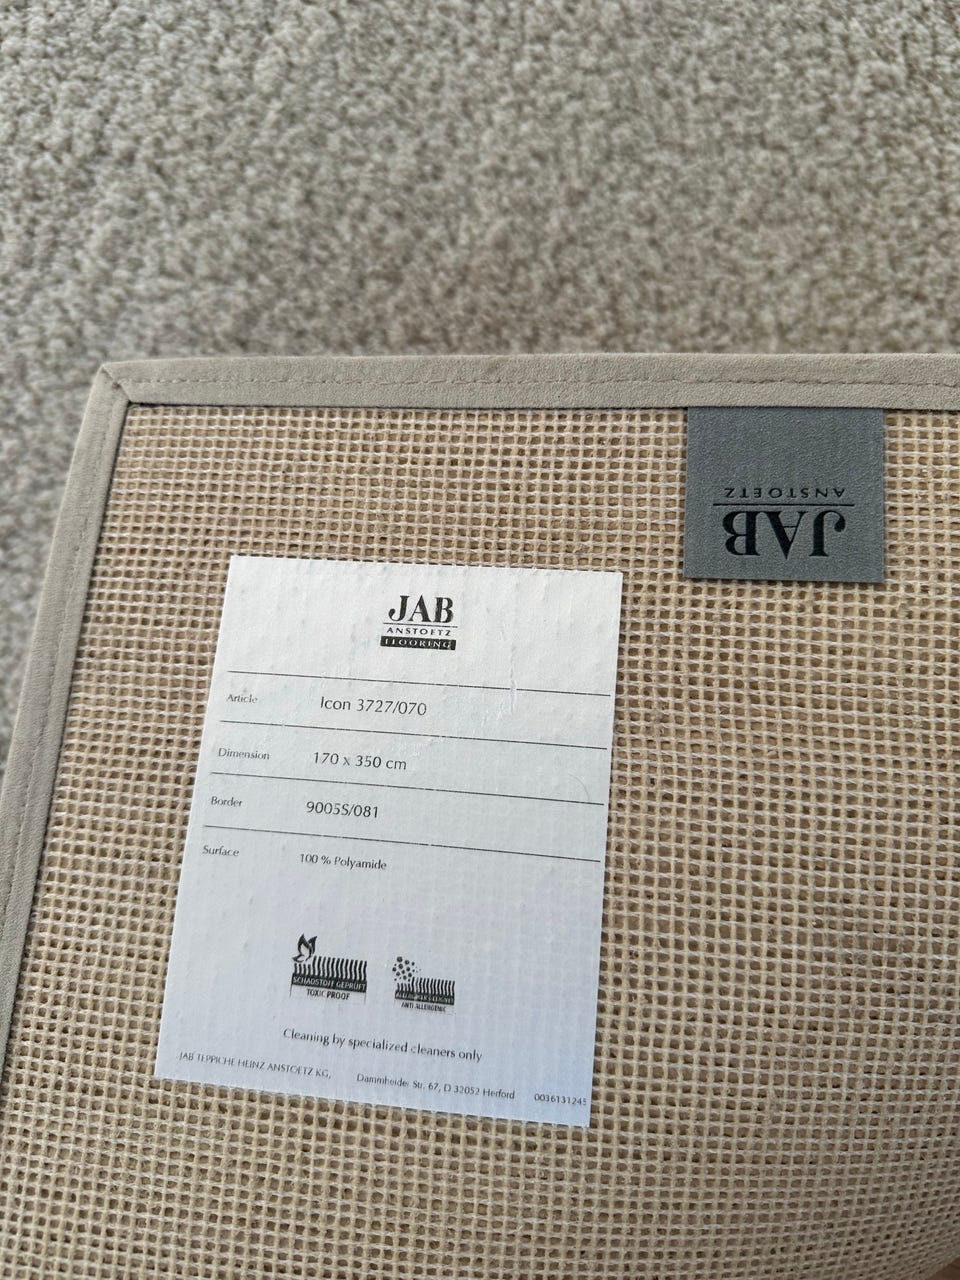 JAB
ANSTOETZ
JAB
ANSTOETZ
FLOORING
Article Icon 3727/070
Dimension 170 x 350 cm
Border 9005S/081
Surface 100 % Polyamide
SCHADSTOFF GEPRÜFT
TOXIC PROOF
ANTI ALLERGENIC
Cleaning by specialized cleaners only
JAB TEPPICHE HEINZ ANSTOETZ KG, Dammheider Str. 67, D 32052 Herford 0036131245